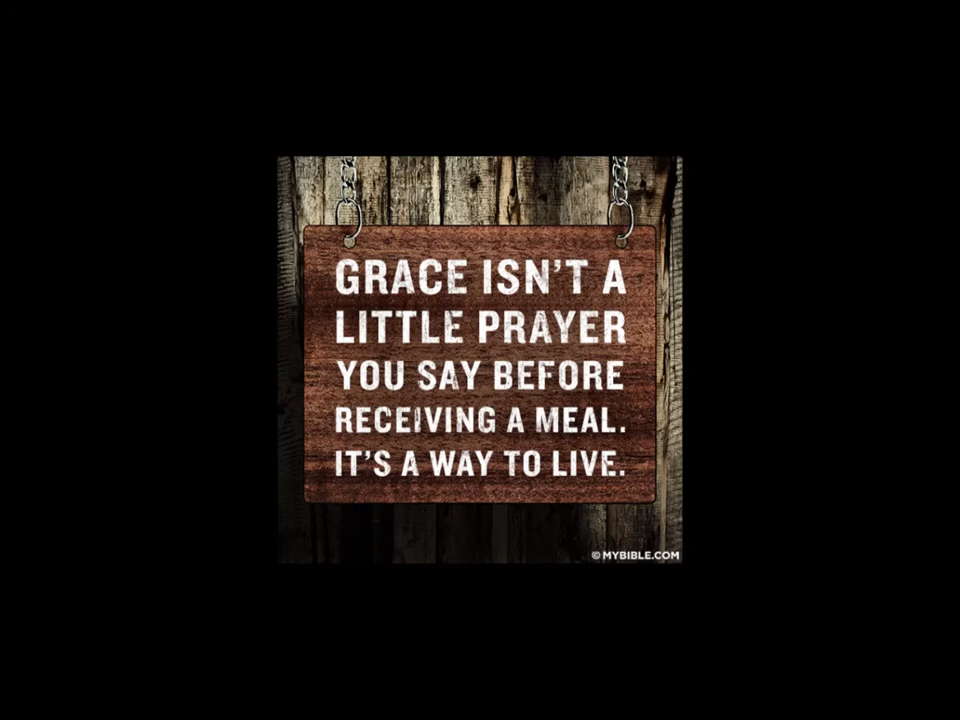 GRACE ISN'T A
LITTLE PRAYER
YOU SAY BEFORE
RECEIVING A MEAL.
IT'S A WAY TO LIVE.
© MYBIBLE.COM